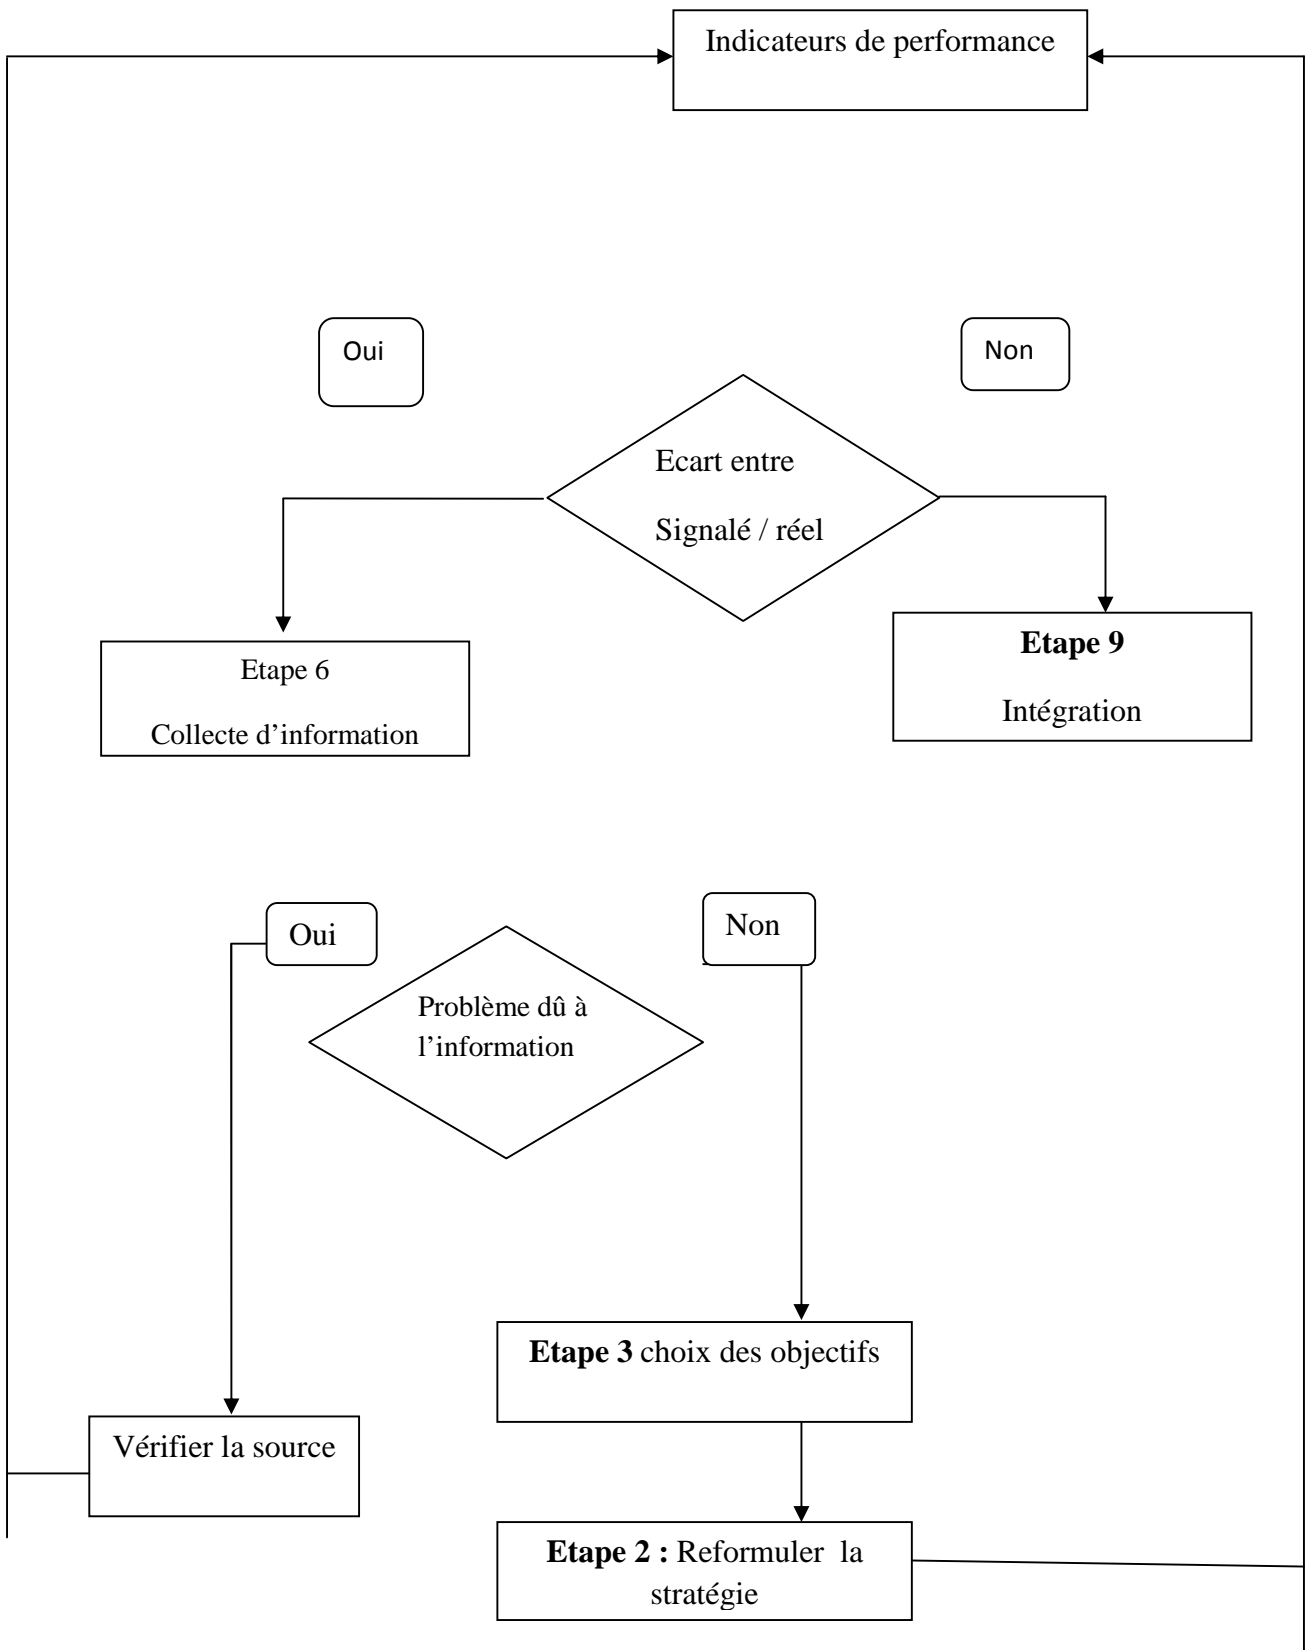 Indicateurs de performance
Oui
Non
Ecart entre
Signalé / réel
Etape 6
Collecte d’information
Etape 9
Intégration
Oui
Non
Problème dû à
l’information
Etape 3 choix des objectifs
Vérifier la source
Etape 2 : Reformuler la
stratégie